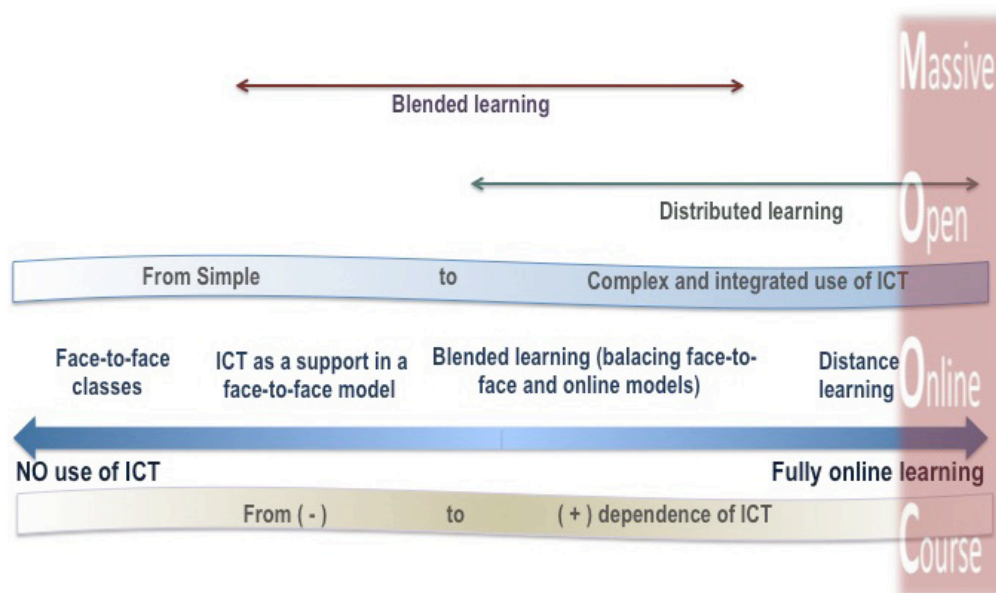 Massive
Blended learning
Open
Distributed learning
From Simple to Complex and integrated use of ICT
Face-to-face
classes
ICT as a support in a
face-to-face model
Blended learning (balacing face-to-
face and online models)
Distance
learning
Online
NO use of ICT
Fully online learning
From ( - ) to ( + ) dependence of ICT
Course